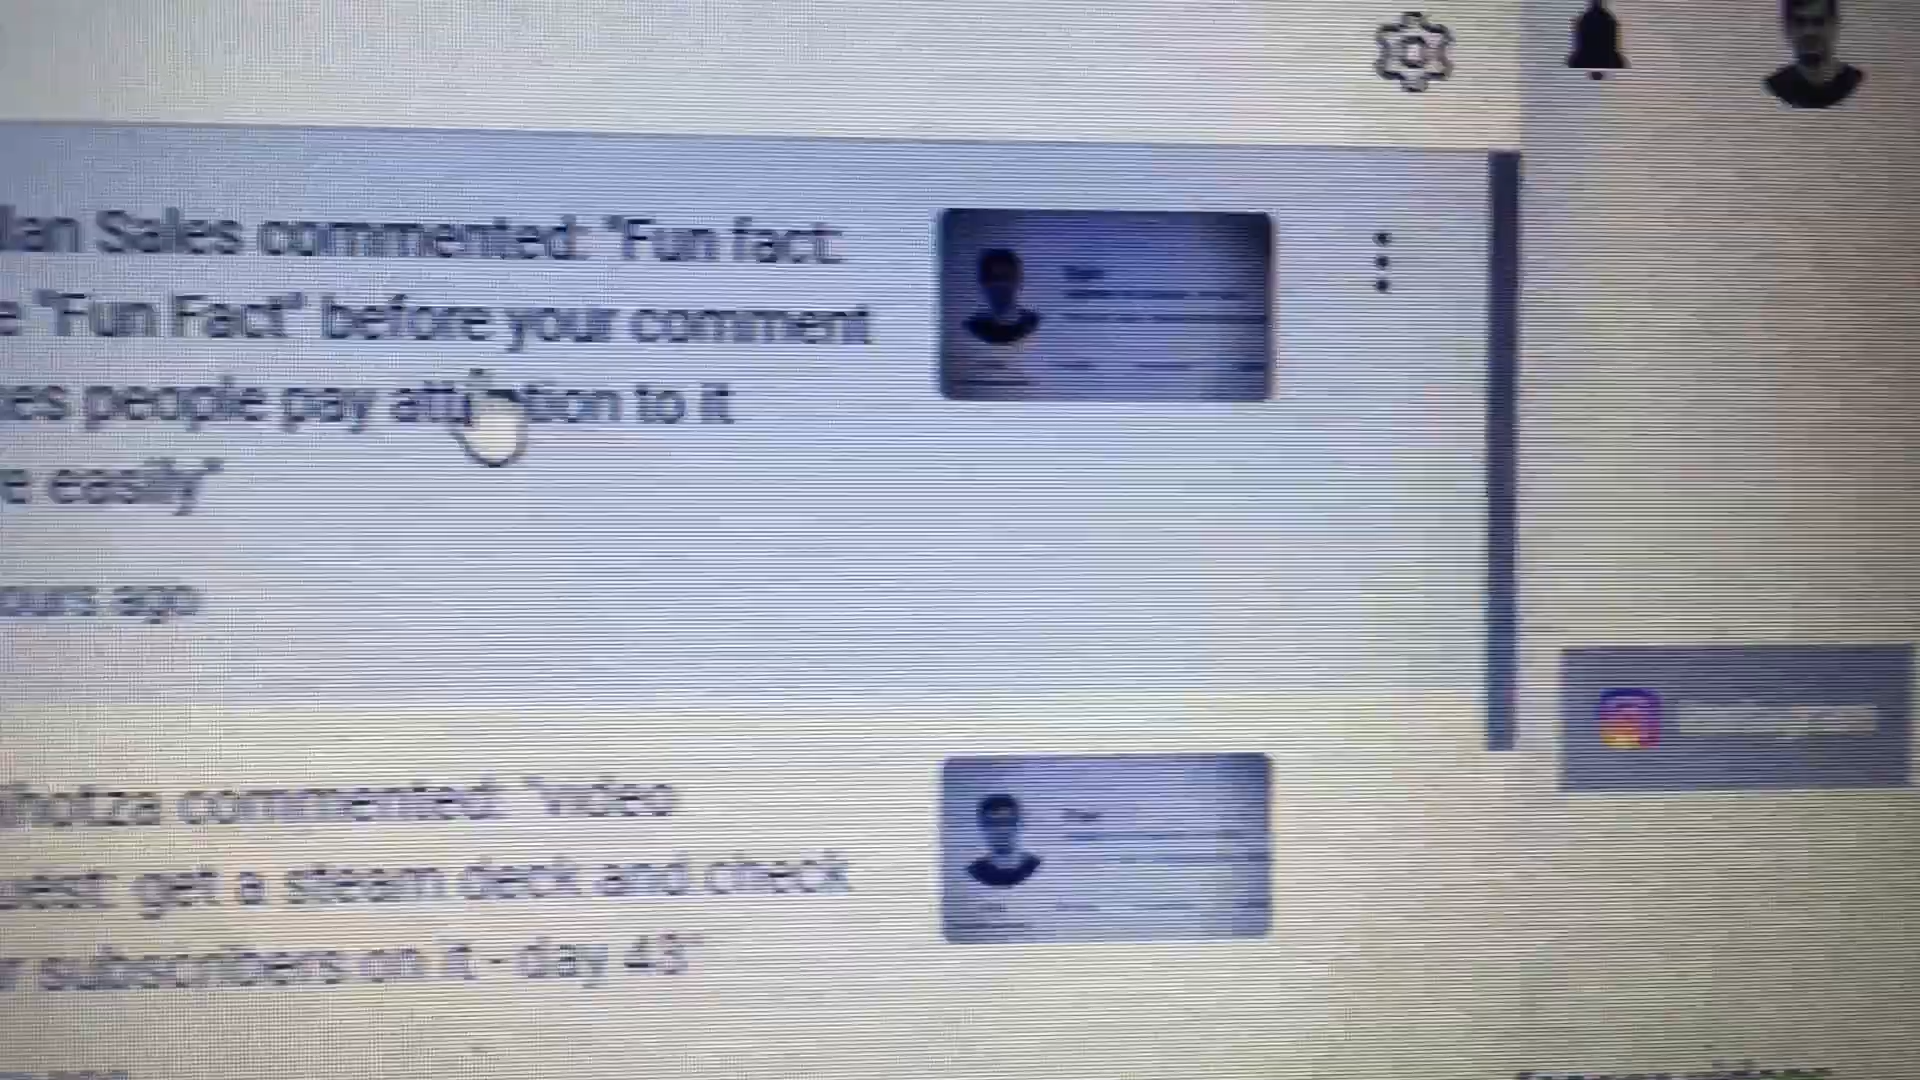 lan Sales commented: "Fun fact:
e "Fun Fact" before your comment
es people pay attention to it
e easily"
ours ago
hotza commented: "video
uest: get a steam deck and check
r subscribers on it - day 43"